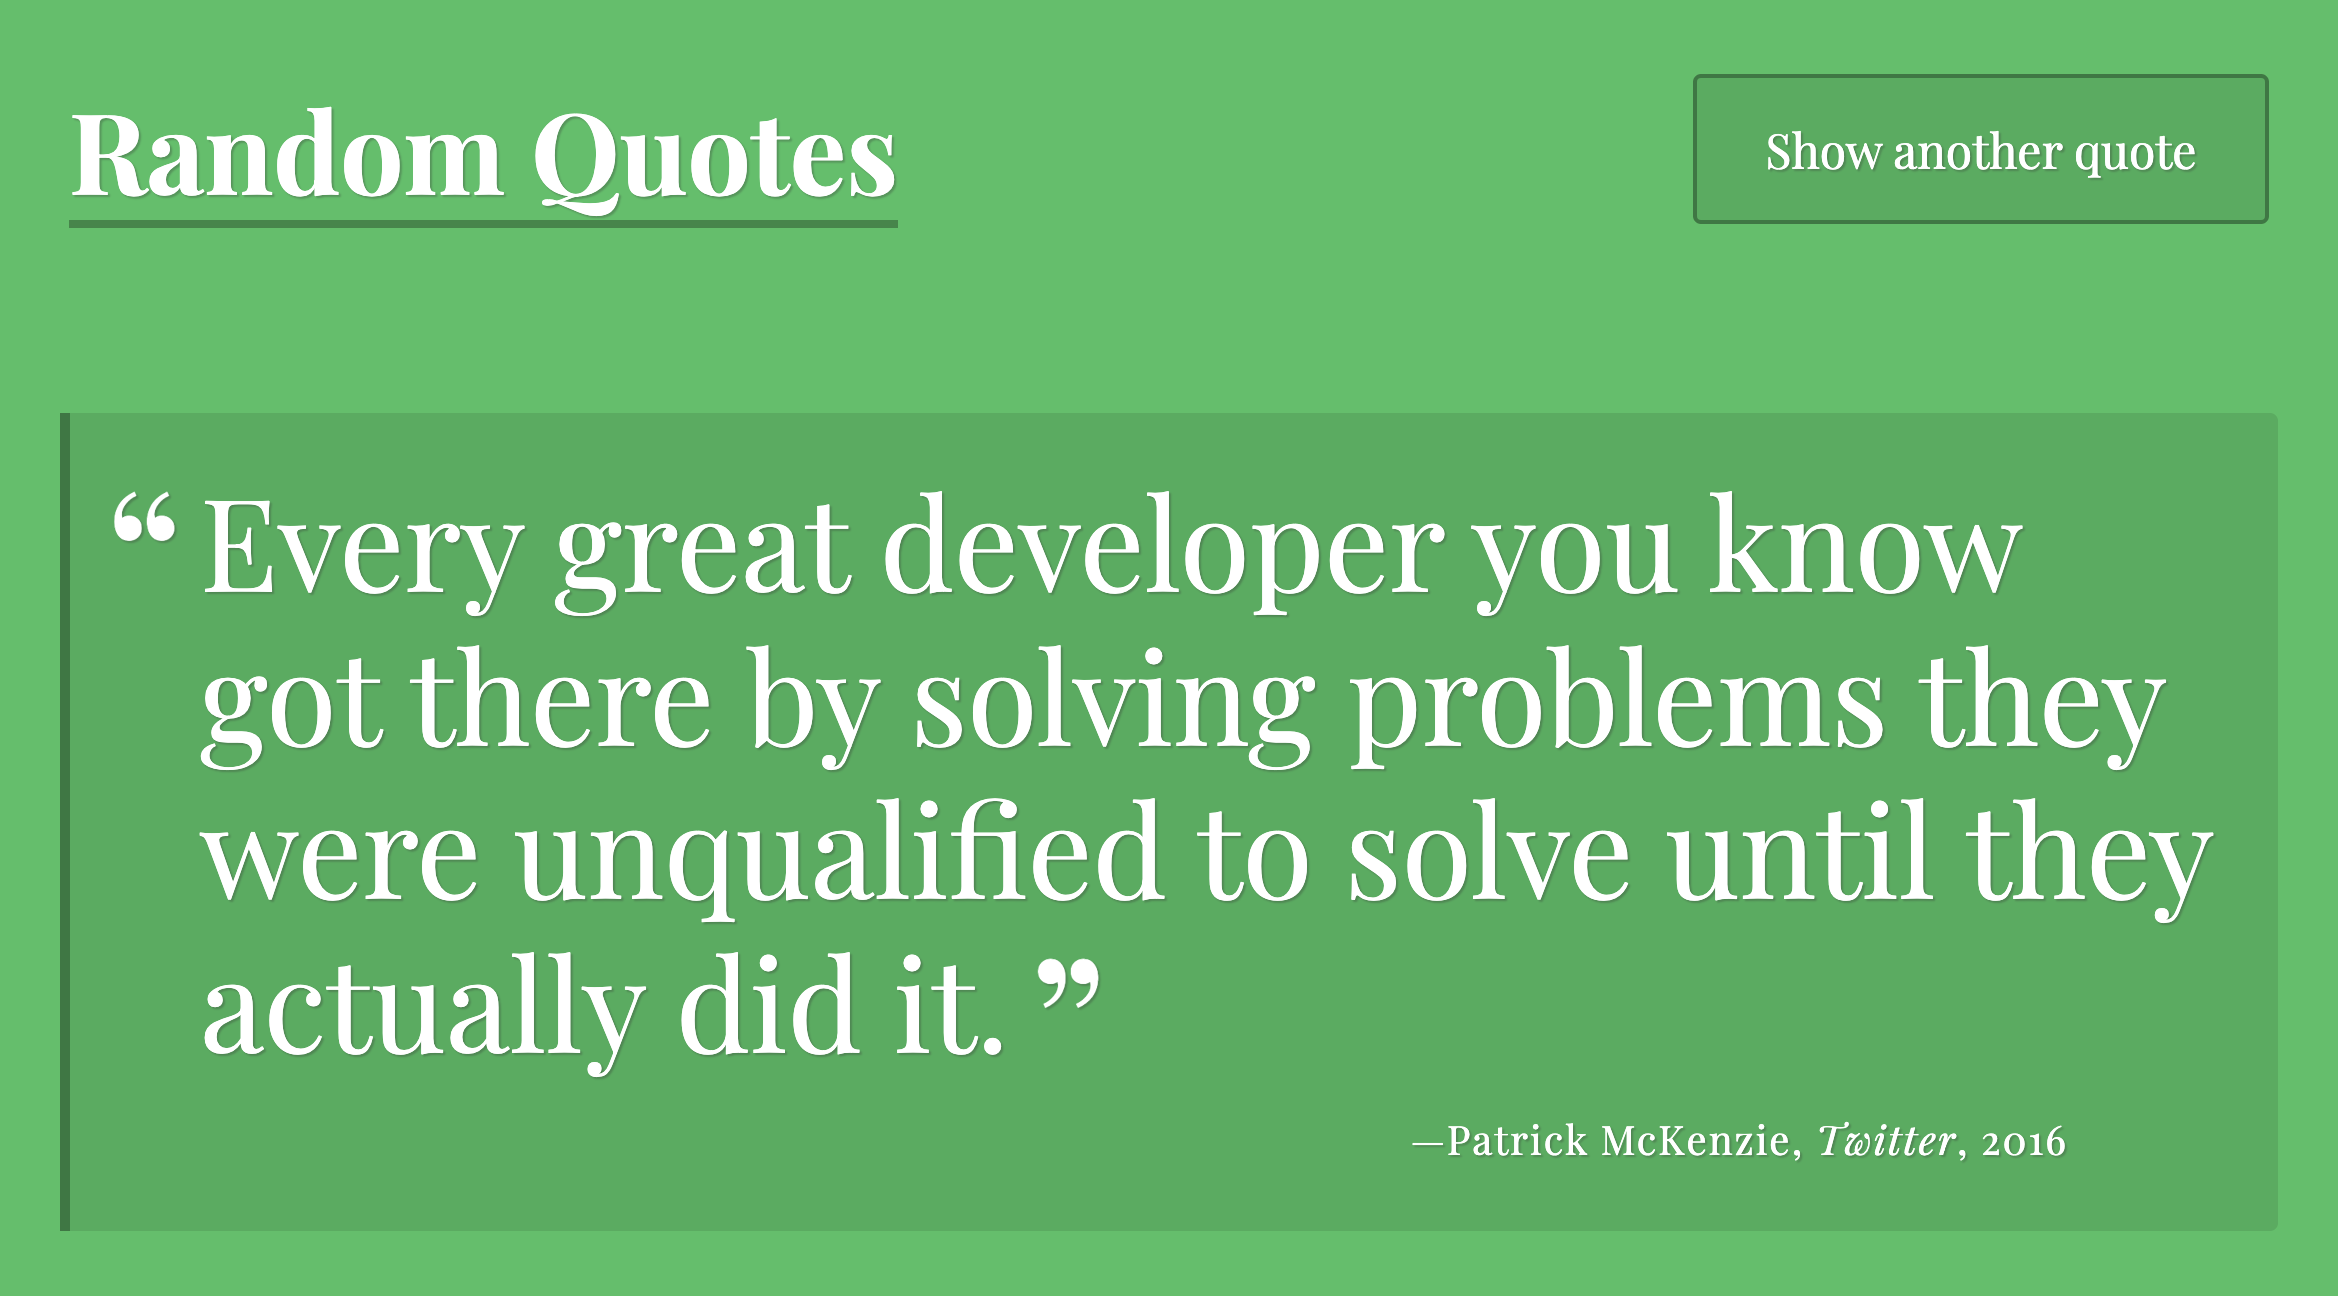 Random Quotes
Show another quote
“Every great developer you know
got there by solving problems they
were unqualified to solve until they
actually did it.”
—Patrick McKenzie, Twitter, 2016